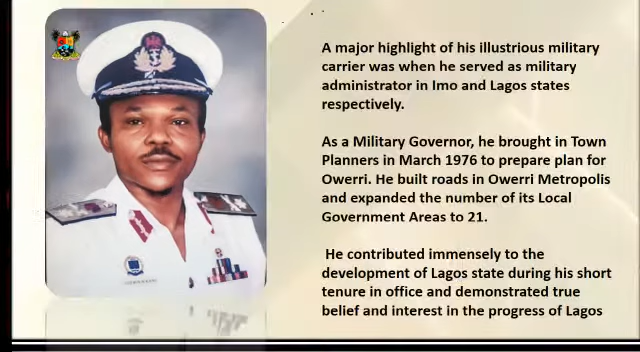 A major highlight of his illustrious military
carrier was when he served as military
administrator in Imo and Lagos states
respectively.
As a Military Governor, he brought in Town
Planners in March 1976 to prepare plan for
Owerri. He built roads in Owerri Metropolis
and expanded the number of its Local
Government Areas to 21.
He contributed immensely to the
development of Lagos state during his short
tenure in office and demonstrated true
belief and interest in the progress of Lagos